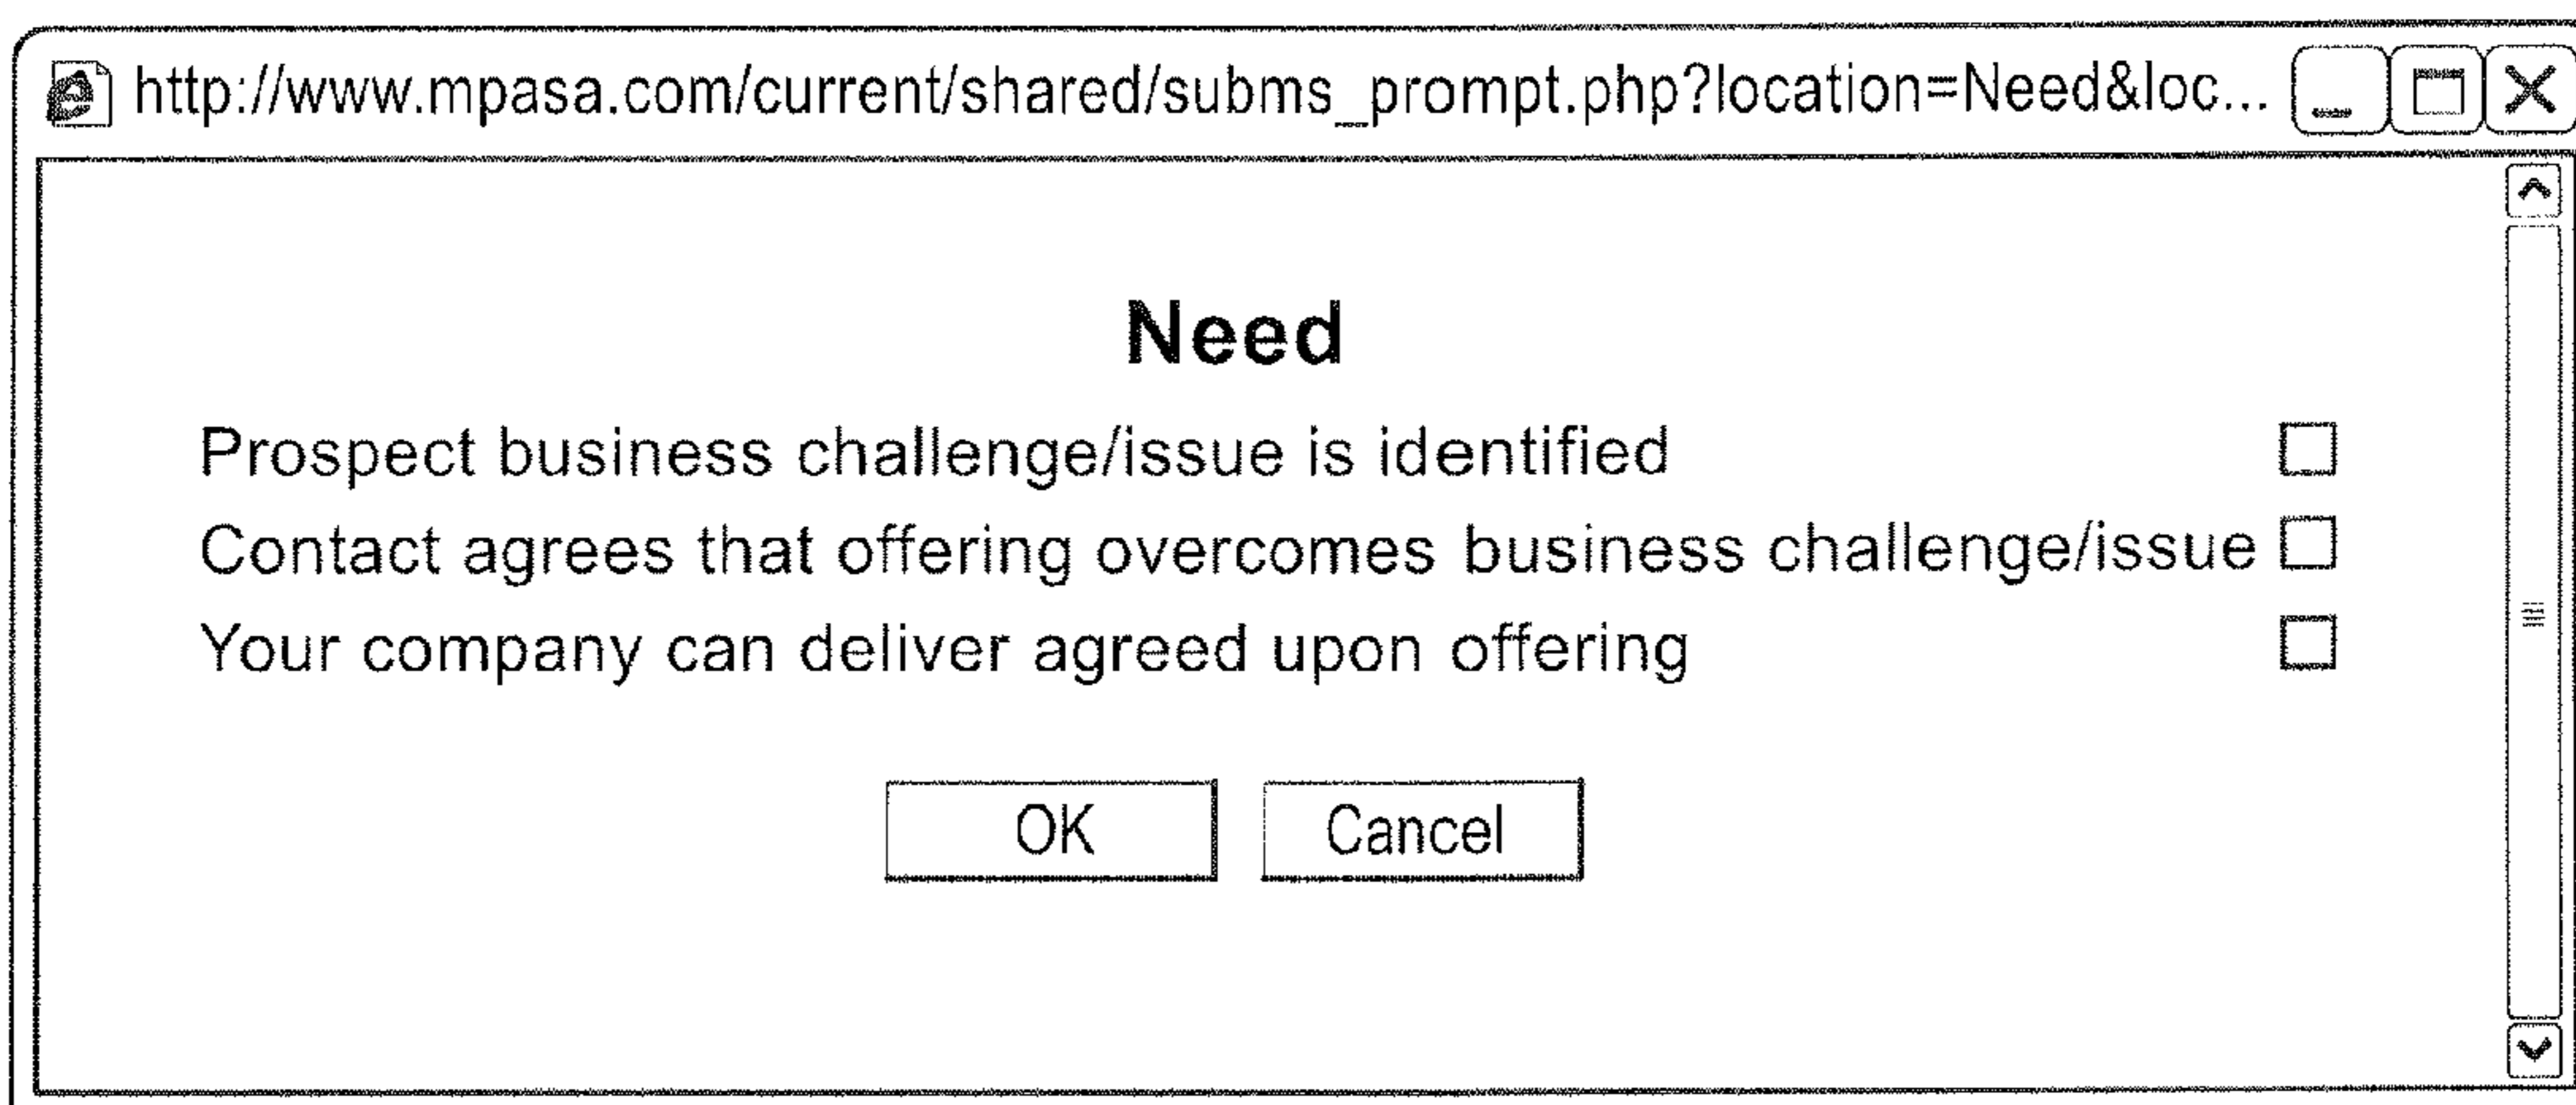 http://www.mpasa.com/current/shared/subms_prompt.php?location=Need&loc...
Need
Prospect business challenge/issue is identified
Contact agrees that offering overcomes business challenge/issue
Your company can deliver agreed upon offering
OK Cancel